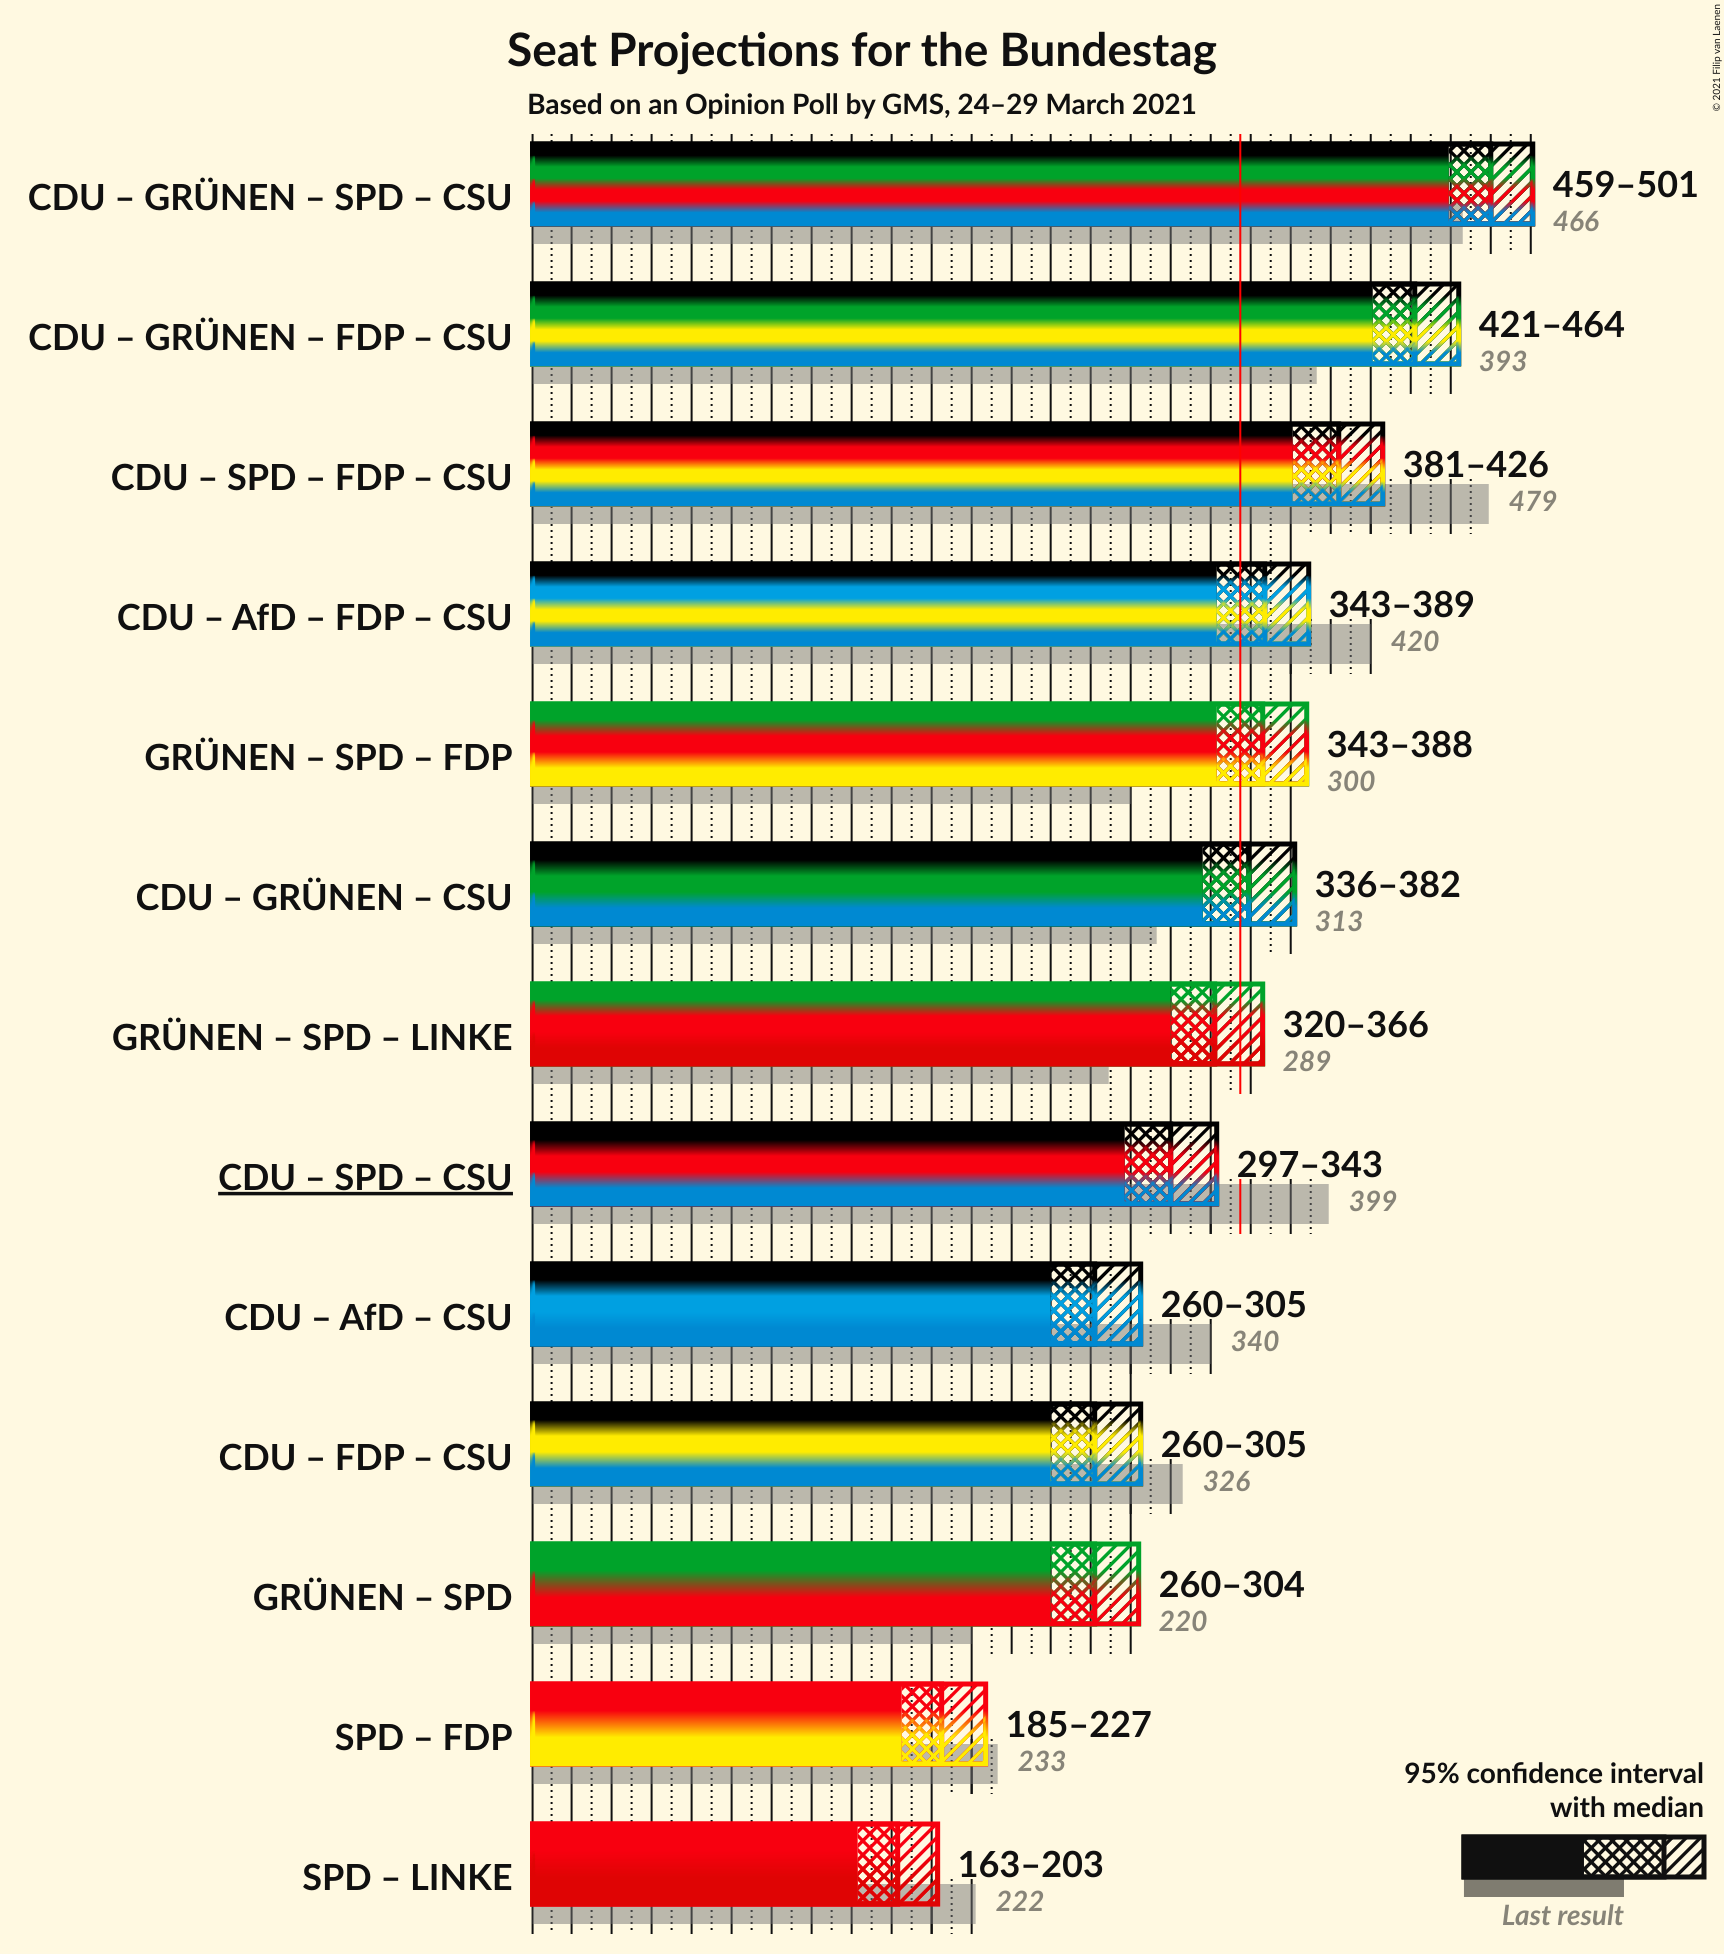 Seat Projections for the Bundestag
Based on an Opinion Poll by GMS, 24–29 March 2021
© 2021 Filip van Laenen
CDU – GRÜNEN – SPD – CSU
459–501
466
CDU – GRÜNEN – FDP – CSU
421–464
393
CDU – SPD – FDP – CSU
381–426
479
CDU – AfD – FDP – CSU
343–389
420
GRÜNEN – SPD – FDP
343–388
300
CDU – GRÜNEN – CSU
336–382
313
GRÜNEN – SPD – LINKE
320–366
289
CDU – SPD – CSU
297–343
399
CDU – AfD – CSU
260–305
340
CDU – FDP – CSU
260–305
326
GRÜNEN – SPD
260–304
220
SPD – FDP
185–227
233
SPD – LINKE
163–203
222
95% confidence interval
with median
Last result